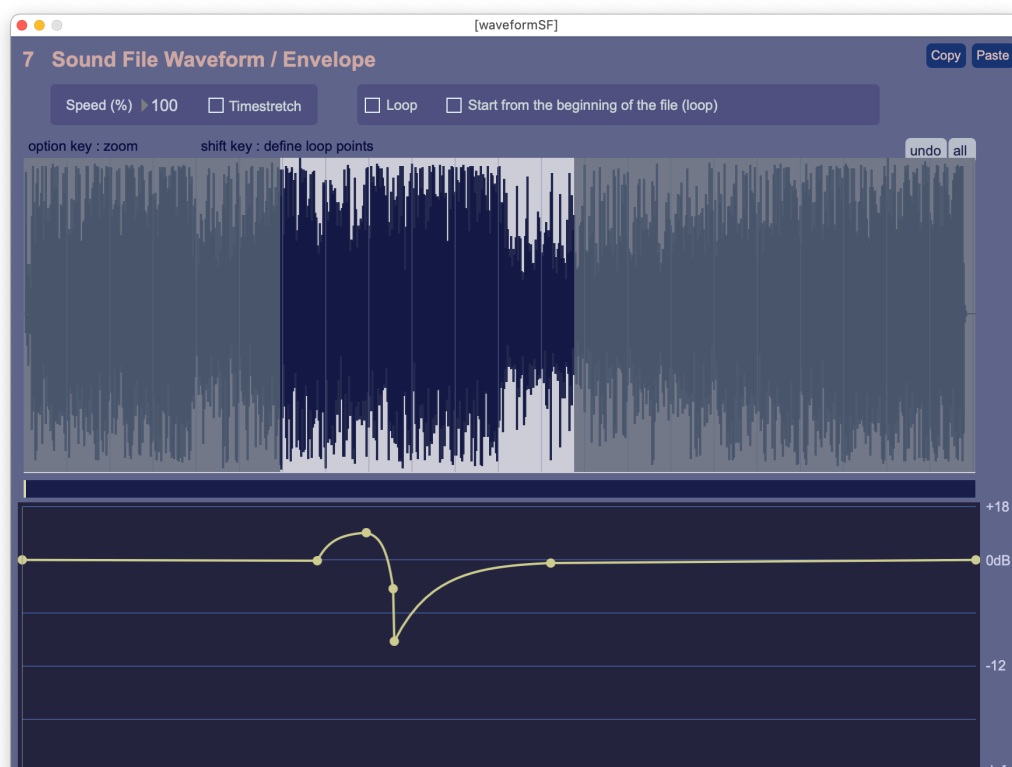 [waveformSF]
7 Sound File Waveform / Envelope
Copy Paste
Speed (%) 100 Timestretch Loop Start from the beginning of the file (loop)
option key : zoom shift key : define loop points undo all
+18
0dB
-12